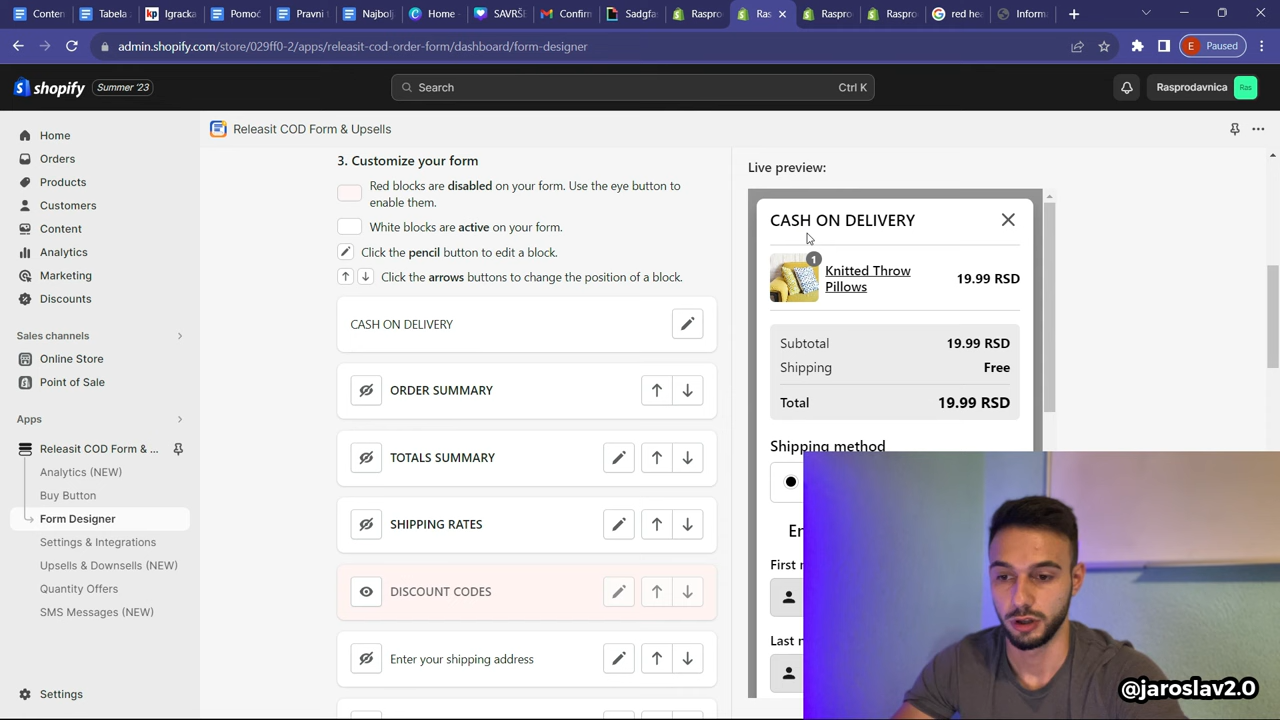 Conten
Tabela
kp Igracka
Pomoć
Pravni
Najbolj
Home
SAVRŠE
Confirm
Sadgfa
Raspro
Ras
Raspro
Raspro
red hea
Inform
admin.shopify.com/store/029ff0-2/apps/releasit-cod-order-form/dashboard/form-designer
E Paused
shopify Summer '23
Search Ctrl K
Rasprodavnica Ras
Home
Orders
Products
Customers
Content
Analytics
Marketing
Discounts
Sales channels
Online Store
Point of Sale
Apps
Releasit COD Form & ...
Analytics (NEW)
Buy Button
Form Designer
Settings & Integrations
Upsells & Downsells (NEW)
Quantity Offers
SMS Messages (NEW)
Settings
Releasit COD Form & Upsells
3. Customize your form
Red blocks are disabled on your form. Use the eye button to
enable them.
White blocks are active on your form.
Click the pencil button to edit a block.
Click the arrows buttons to change the position of a block.
CASH ON DELIVERY
ORDER SUMMARY
TOTALS SUMMARY
SHIPPING RATES
DISCOUNT CODES
Enter your shipping address
Live preview:
CASH ON DELIVERY
1
Knitted Throw
Pillows
19.99 RSD
Subtotal 19.99 RSD
Shipping Free
Total 19.99 RSD
Shipping method
En
First n
Last n
@jaroslav2.0